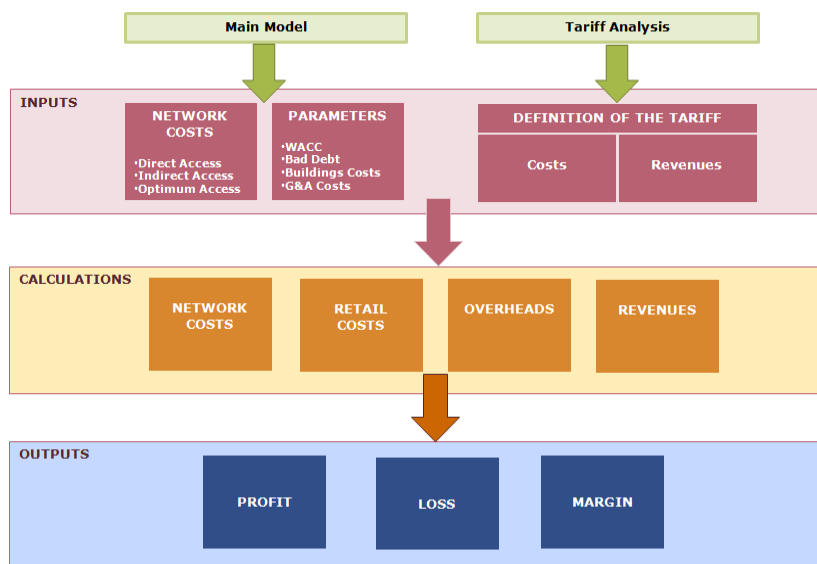 Main Model
Tariff Analysis
INPUTS
NETWORK
COSTS
•Direct Access
•Indirect Access
•Optimum Access
PARAMETERS
•WACC
•Bad Debt
•Buildings Costs
•G&A Costs
DEFINITION OF THE TARIFF
Costs
Revenues
CALCULATIONS
NETWORK
COSTS
RETAIL
COSTS
OVERHEADS
REVENUES
OUTPUTS
PROFIT
LOSS
MARGIN